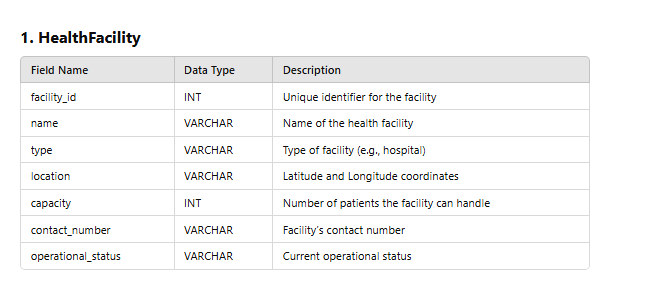 1. HealthFacility
Field Name Data Type Description
facility_id INT Unique identifier for the facility
name VARCHAR Name of the health facility
type VARCHAR Type of facility (e.g., hospital)
location VARCHAR Latitude and Longitude coordinates
capacity INT Number of patients the facility can handle
contact_number VARCHAR Facility's contact number
operational_status VARCHAR Current operational status